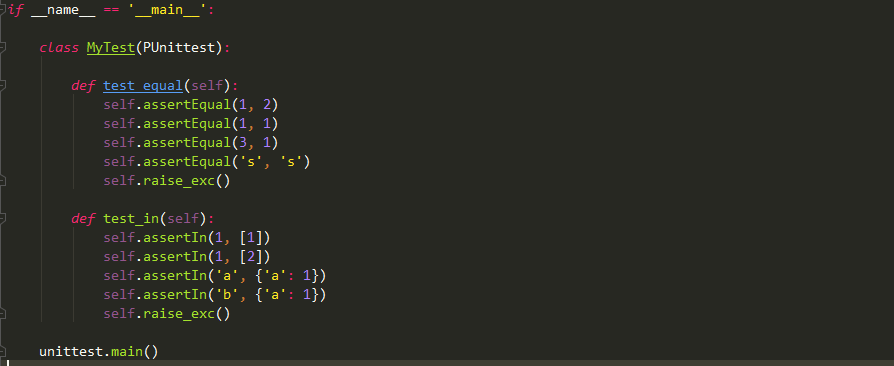 if __name__ == '__main__':
class MyTest(PUnittest):
def test_equal(self):
self.assertEqual(1, 2)
self.assertEqual(1, 1)
self.assertEqual(3, 1)
self.assertEqual('s', 's')
self.raise_exc()
def test_in(self):
self.assertIn(1, [1])
self.assertIn(1, [2])
self.assertIn('a', {'a': 1})
self.assertIn('b', {'a': 1})
self.raise_exc()
unittest.main()